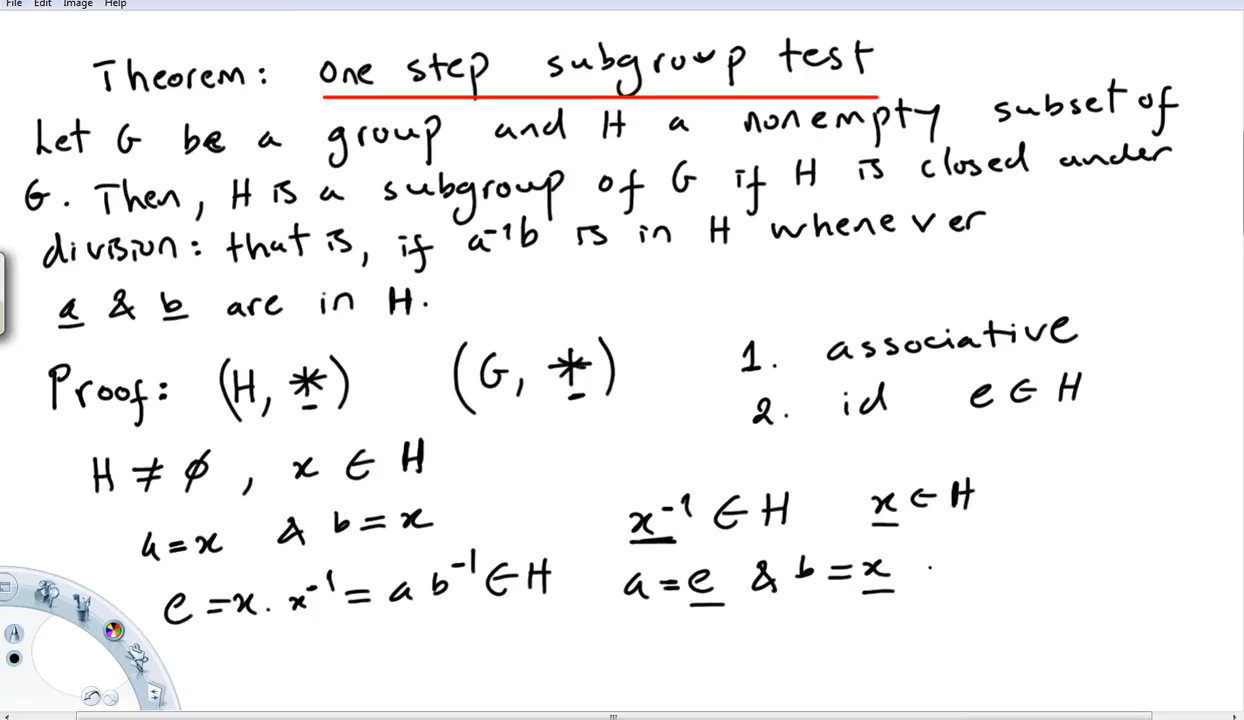 File Edit Image Help
Theorem: one step subgroup test
Let G be a group and H a nonempty subset of
G. Then, H is a subgroup of G if H is closed under
division: that is, if a⁻¹b is in H whenever
a & b are in H.
Proof: (H, *) (G, *) 1. associative
2. id e ∈ H
H ≠ φ, x ∈ H
a = x & b = x x⁻¹ ∈ H x ∈ H
e = x. x⁻¹ = a b⁻¹ ∈ H a = e & b = x